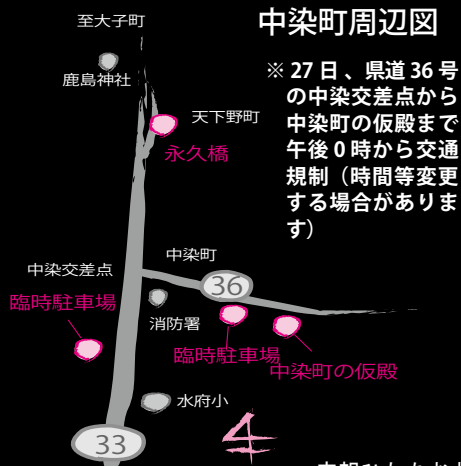 中染町周辺図
※ 27 日 、県道 36 号
の中染交差点から
中染町の仮殿まで
午後 0 時から交通
規制（時間等変更
する場合がありま
す）
至大子町
鹿島神社
天下野町
永久橋
中染町
中染交差点
36
臨時駐車場
消防署
臨時駐車場
中染町の仮殿
水府小
33
4